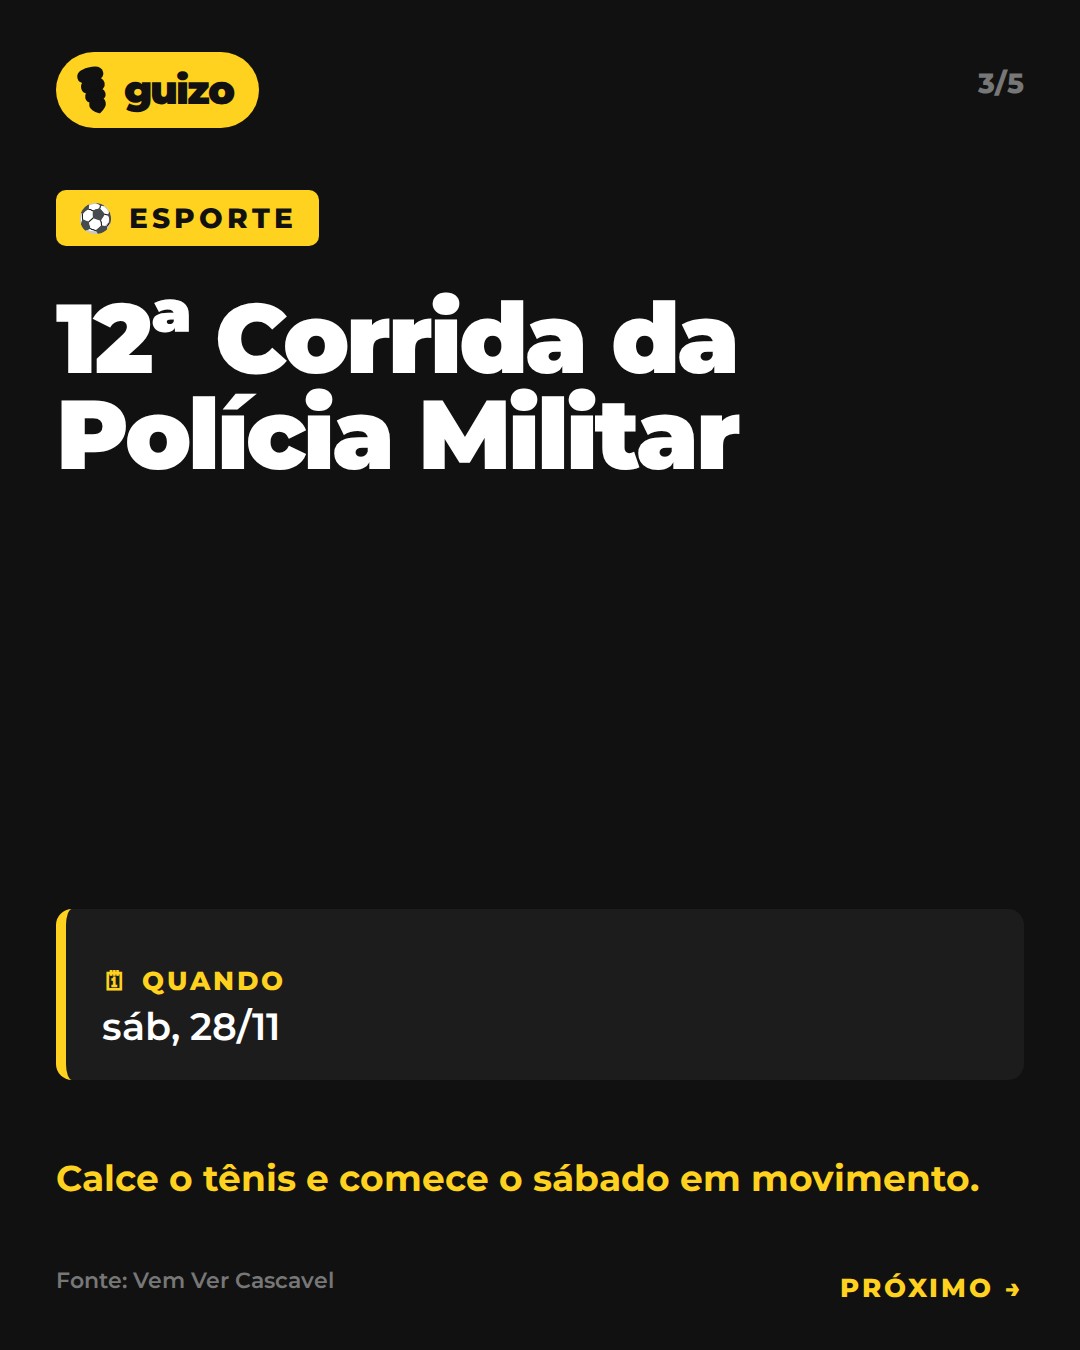 guizo
3/5
⚽ ESPORTE
12ª Corrida da
Polícia Militar
🗓 QUANDO
sáb, 28/11
Calce o tênis e comece o sábado em movimento.
Fonte: Vem Ver Cascavel
PRÓXIMO →